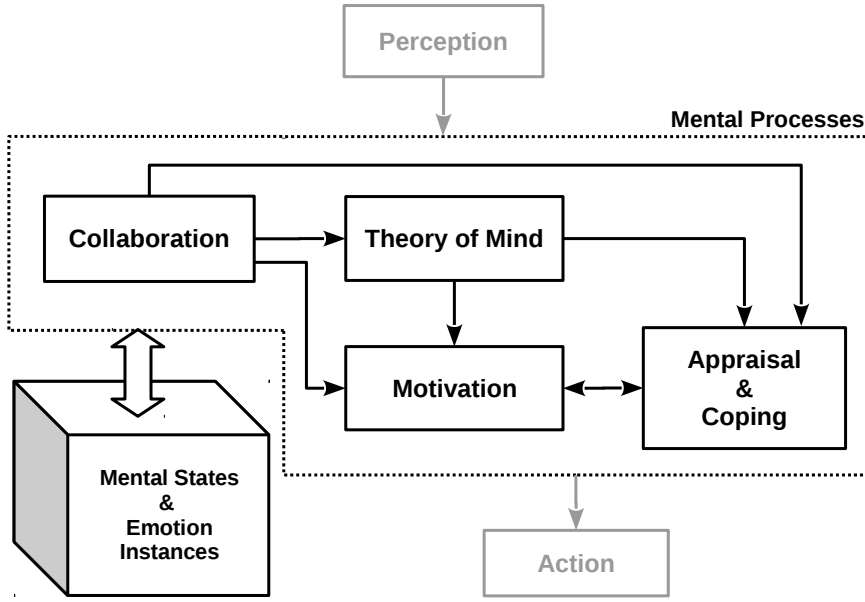 Perception
Mental Processes
Collaboration
Theory of Mind
Motivation
Appraisal
&
Coping
Mental States
&
Emotion
Instances
Action